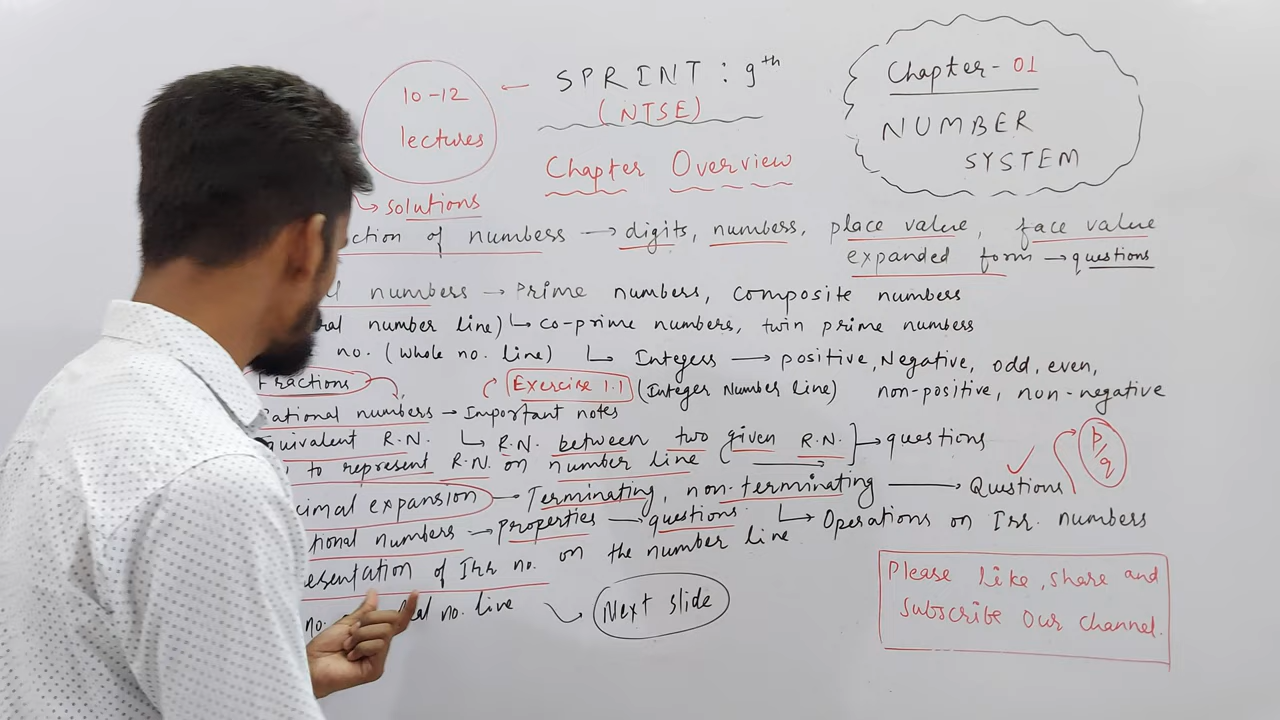 SPRINT : 9th
(NTSE)
10-12
lectures
Chapter Overview
Chapter- 01
NUMBER
SYSTEM
solutions
ction of numbers → digits, numbers, place value, face value
expanded form → questions
numbers → Prime numbers, composite numbers
ral number line) ↳ co-prime numbers, twin prime numbers
no. (whole no. line) ↳ Integers → positive, Negative, odd, even,
Fractions Exercise 1.1 (Integer Number line) non-positive, non-negative
Rational numbers → Important notes
quivalent R.N. ↳ R.N. between two given R.N. → questions
to represent R.N. on number line
p/q
cimal expansion → Terminating, non-terminating → Questions
tional numbers → properties → questions. ↳ Operations on Irr. numbers
esentation of Irr no. on the number line
no. no. live Next slide
Please like, share and
subscribe our channel.